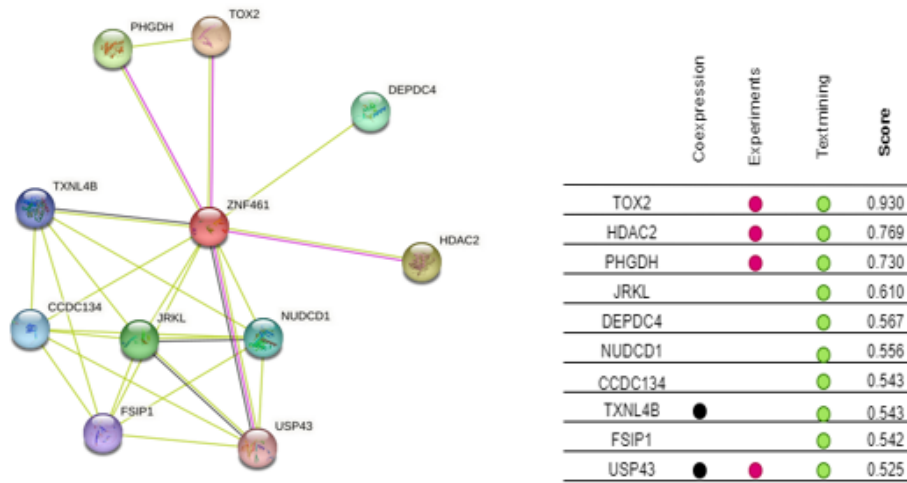 TOX2
PHGDH
DEPDC4
TXNL4B
ZNF461
HDAC2
CCDC134
JRKL
NUDCD1
FSIP1
USP43
Coexpression Experiments Textmining Score
TOX2 0.930
HDAC2 0.769
PHGDH 0.730
JRKL 0.610
DEPDC4 0.567
NUDCD1 0.556
CCDC134 0.543
TXNL4B 0.543
FSIP1 0.542
USP43 0.525